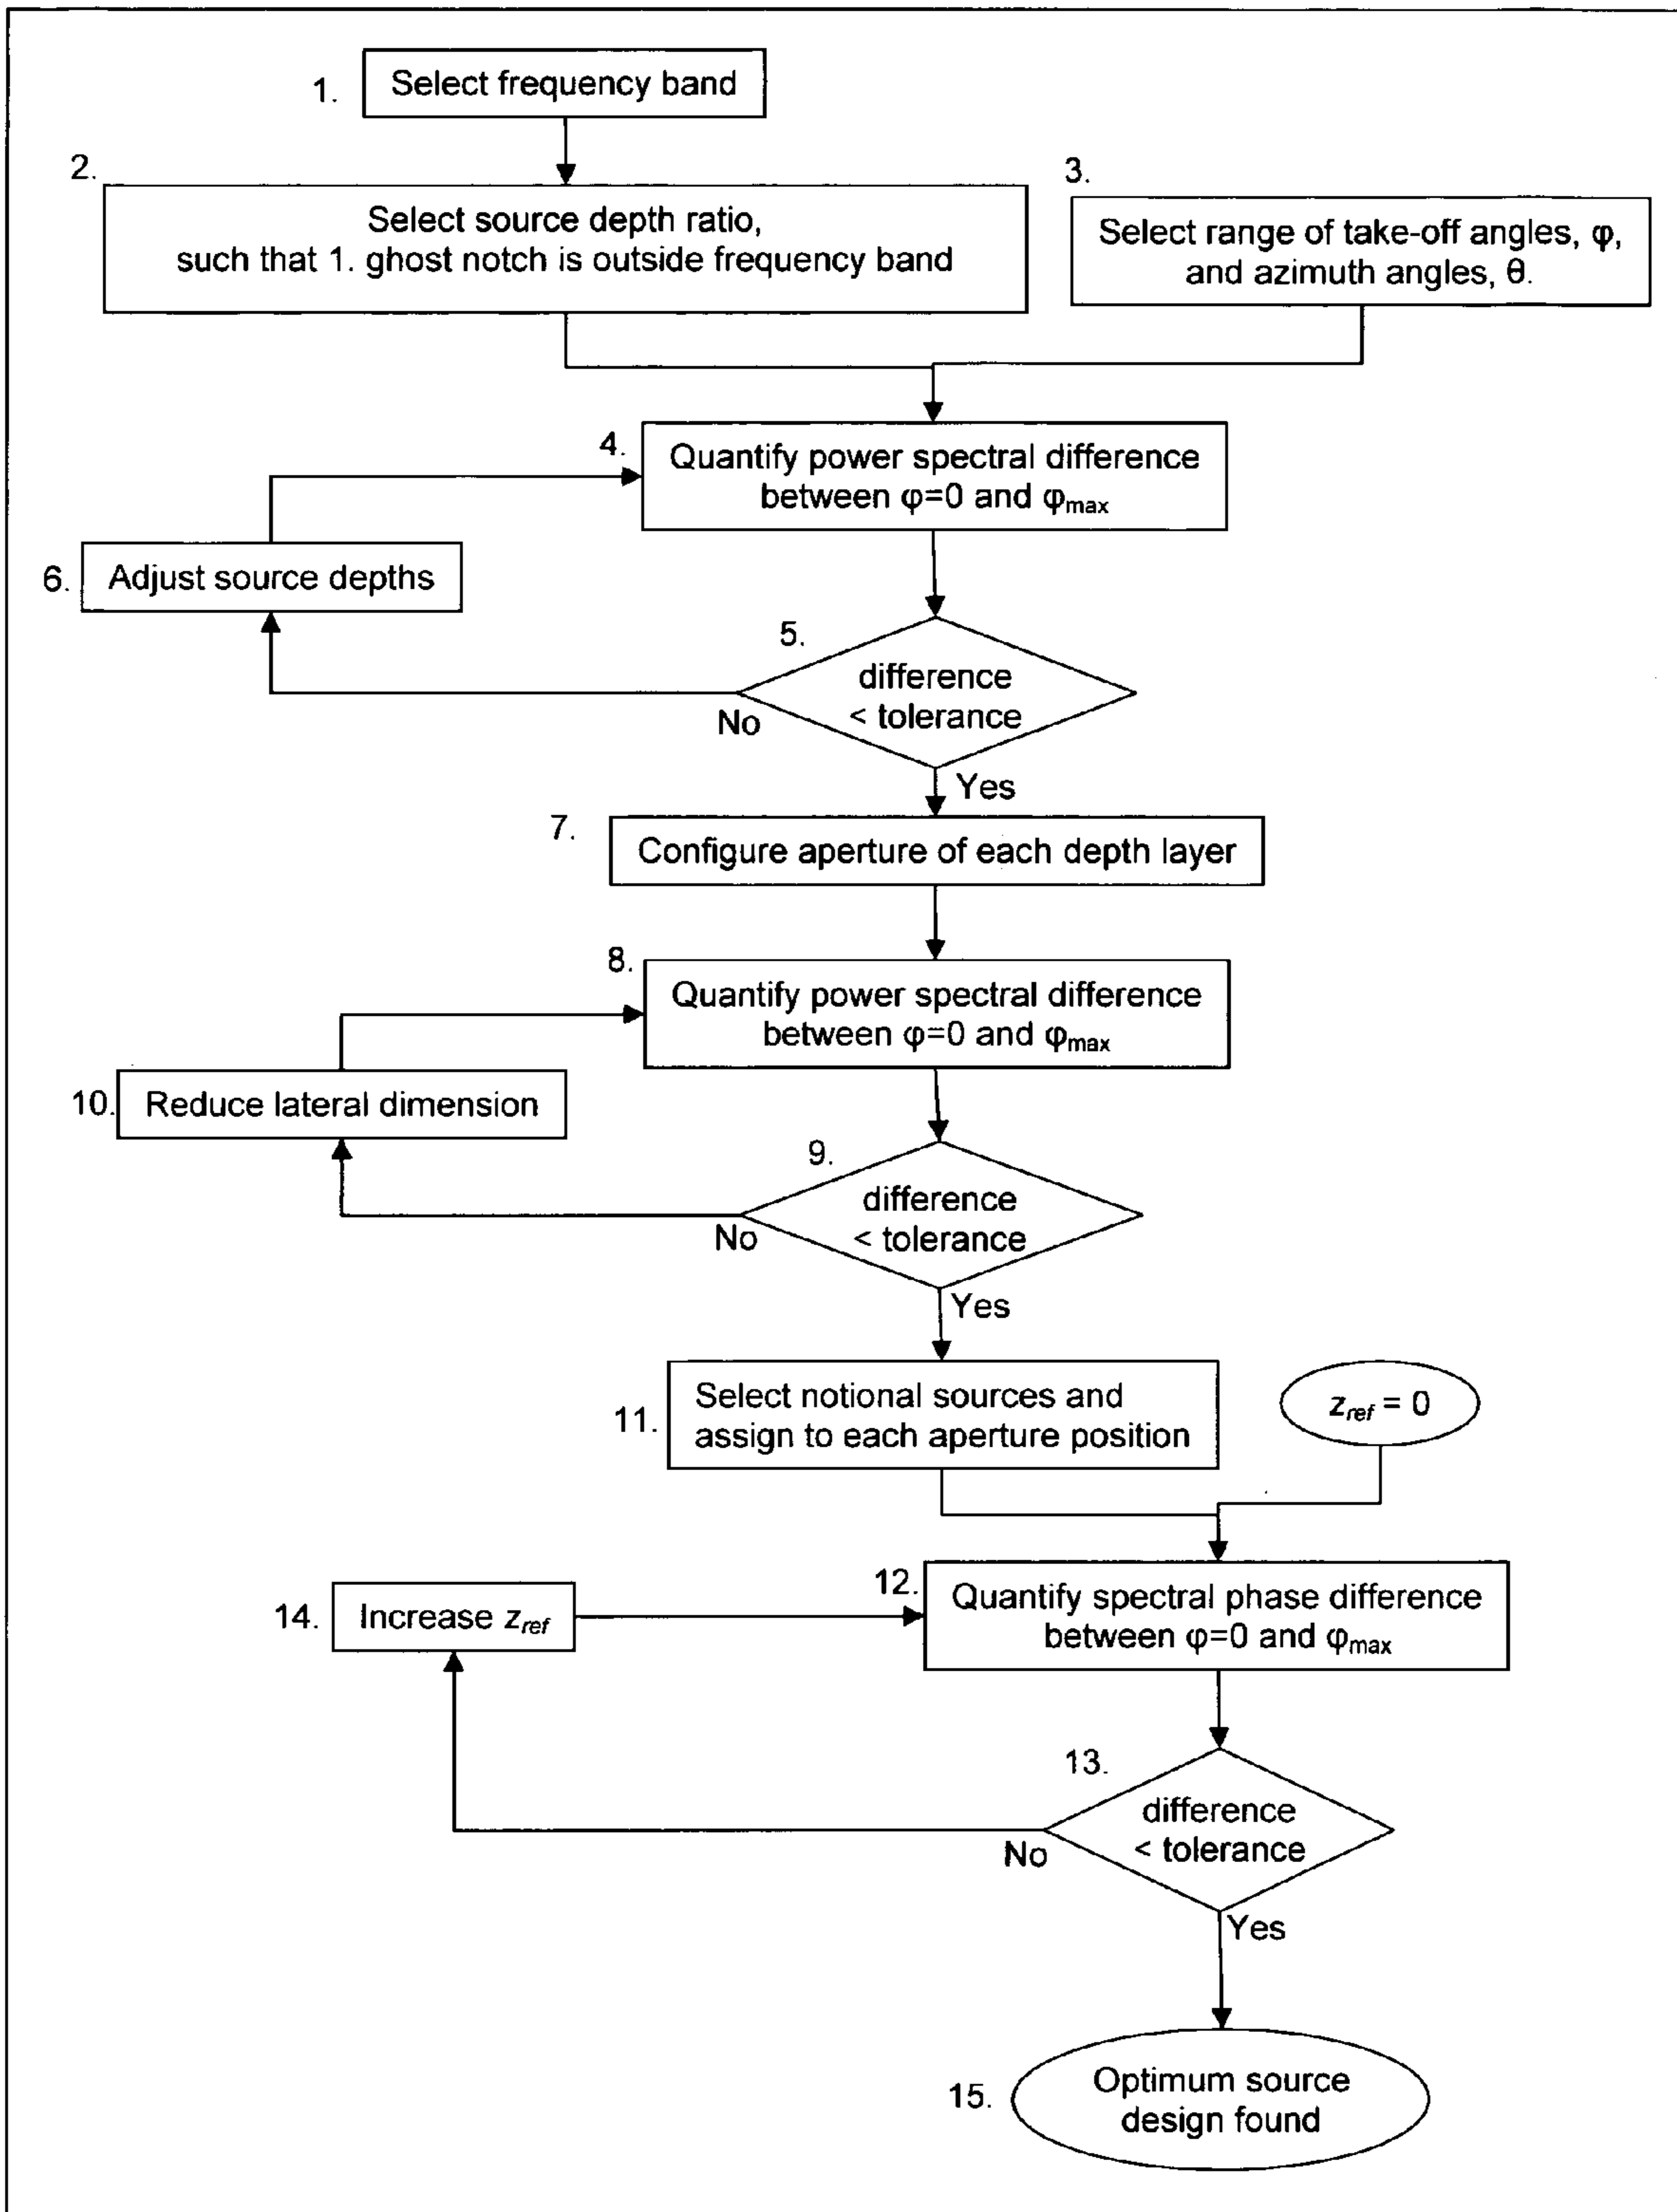 1.
Select frequency band
2.
Select source depth ratio,
such that 1. ghost notch is outside frequency band
3.
Select range of take-off angles, φ,
and azimuth angles, θ.
4.
Quantify power spectral difference
between φ=0 and φmax
6.
Adjust source depths
5.
difference
< tolerance
No
Yes
7.
Configure aperture of each depth layer
8.
Quantify power spectral difference
between φ=0 and φmax
10.
Reduce lateral dimension
9.
difference
< tolerance
No
Yes
11.
Select notional sources and
assign to each aperture position
zref = 0
12.
Quantify spectral phase difference
between φ=0 and φmax
14.
Increase zref
13.
difference
< tolerance
No
Yes
15.
Optimum source
design found